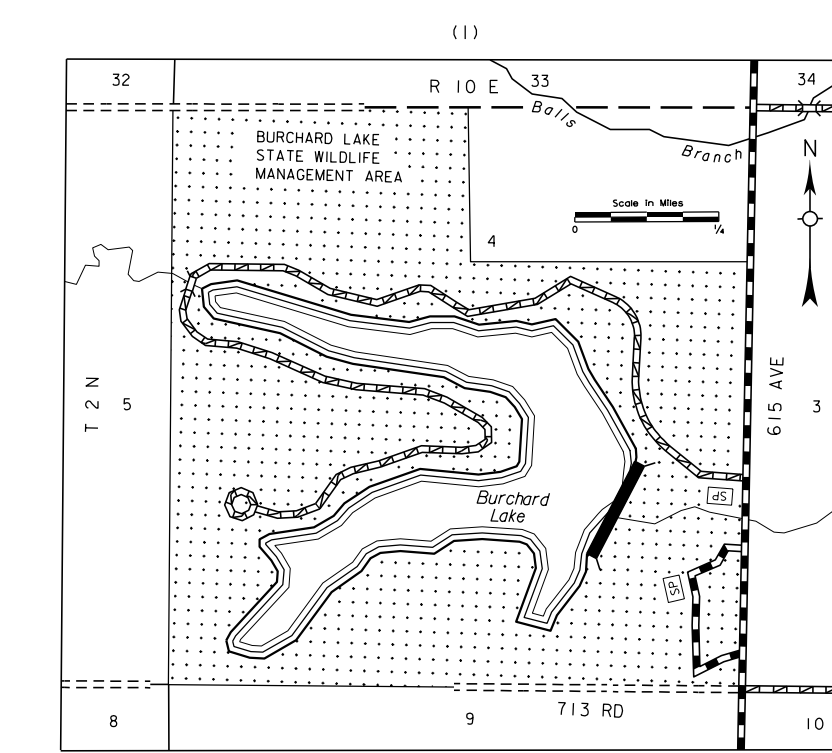 (1)
32
R 10 E
33
34
Balls
Branch
BURCHARD LAKE
STATE WILDLIFE
MANAGEMENT AREA
N
Scale in Miles
0 1/4
4
T 2 N
5
615 AVE
3
SP
Burchard
Lake
SP
713 RD
8
9
10